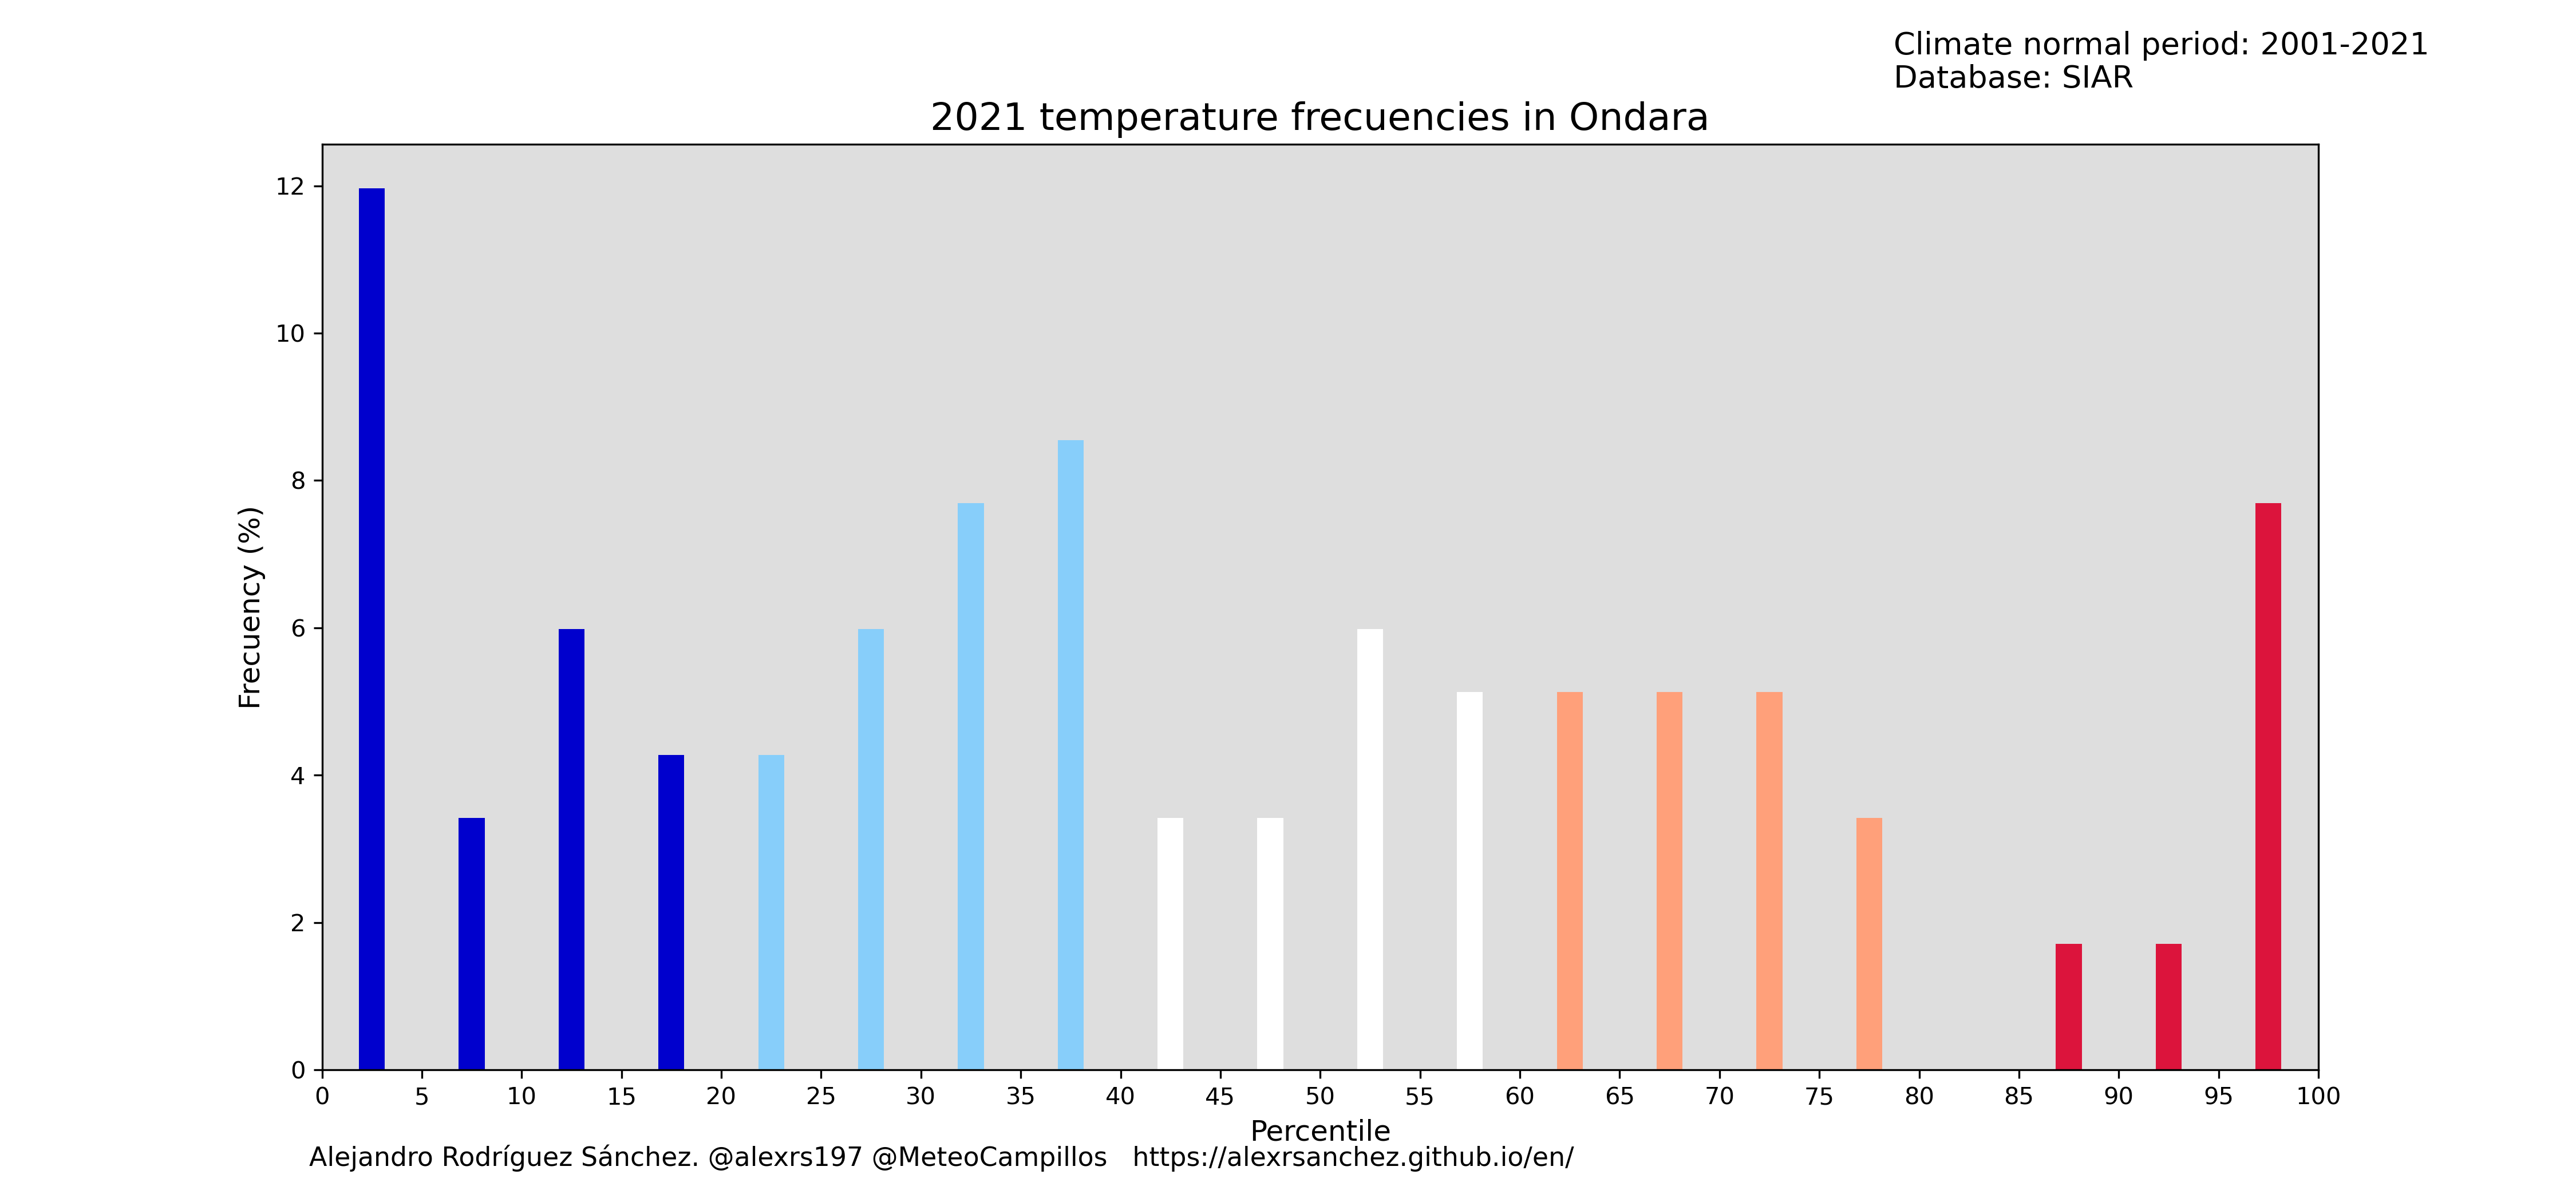 Climate normal period: 2001-2021
Database: SIAR
2021 temperature frecuencies in Ondara
12
10
8
6
4
2
0
Frecuency (%)
0 5 10 15 20 25 30 35 40 45 50 55 60 65 70 75 80 85 90 95 100
Percentile
Alejandro Rodríguez Sánchez. @alexrs197 @MeteoCampillos https://alexrsanchez.github.io/en/